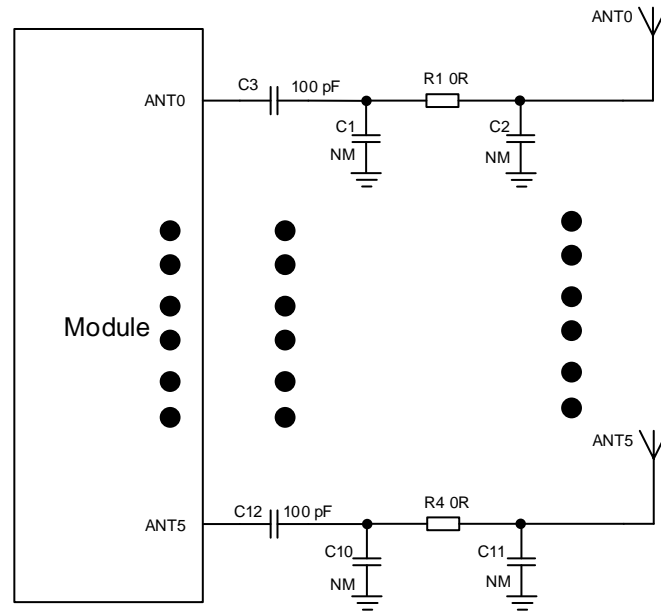 ANT0
C3 100 pF R1 0R
ANT0
C1 C2
NM NM
Module
ANT5
C12 100 pF R4 0R
ANT5
C10 C11
NM NM